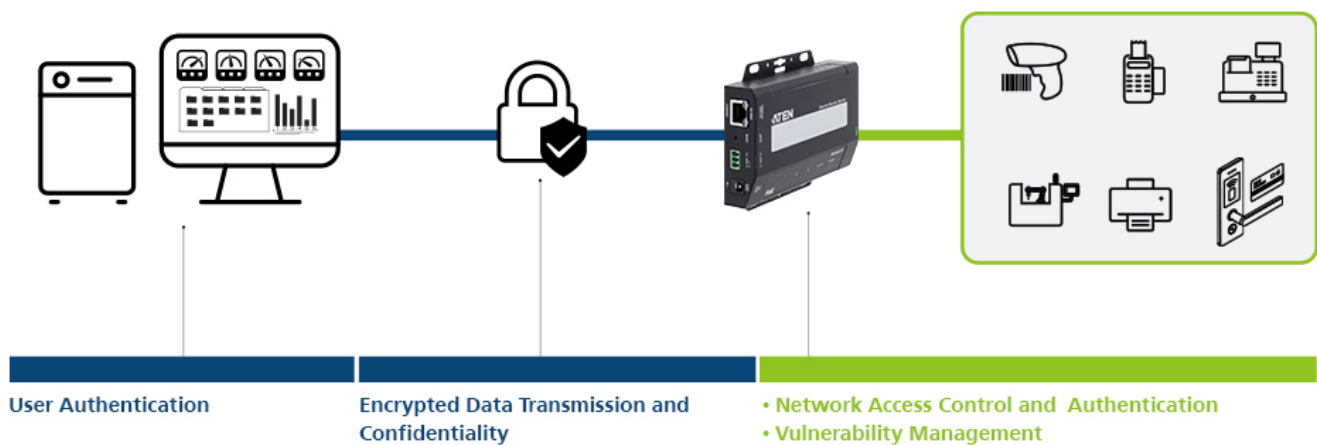 ATEN
User Authentication
Encrypted Data Transmission and
Confidentiality
• Network Access Control and  Authentication
• Vulnerability Management